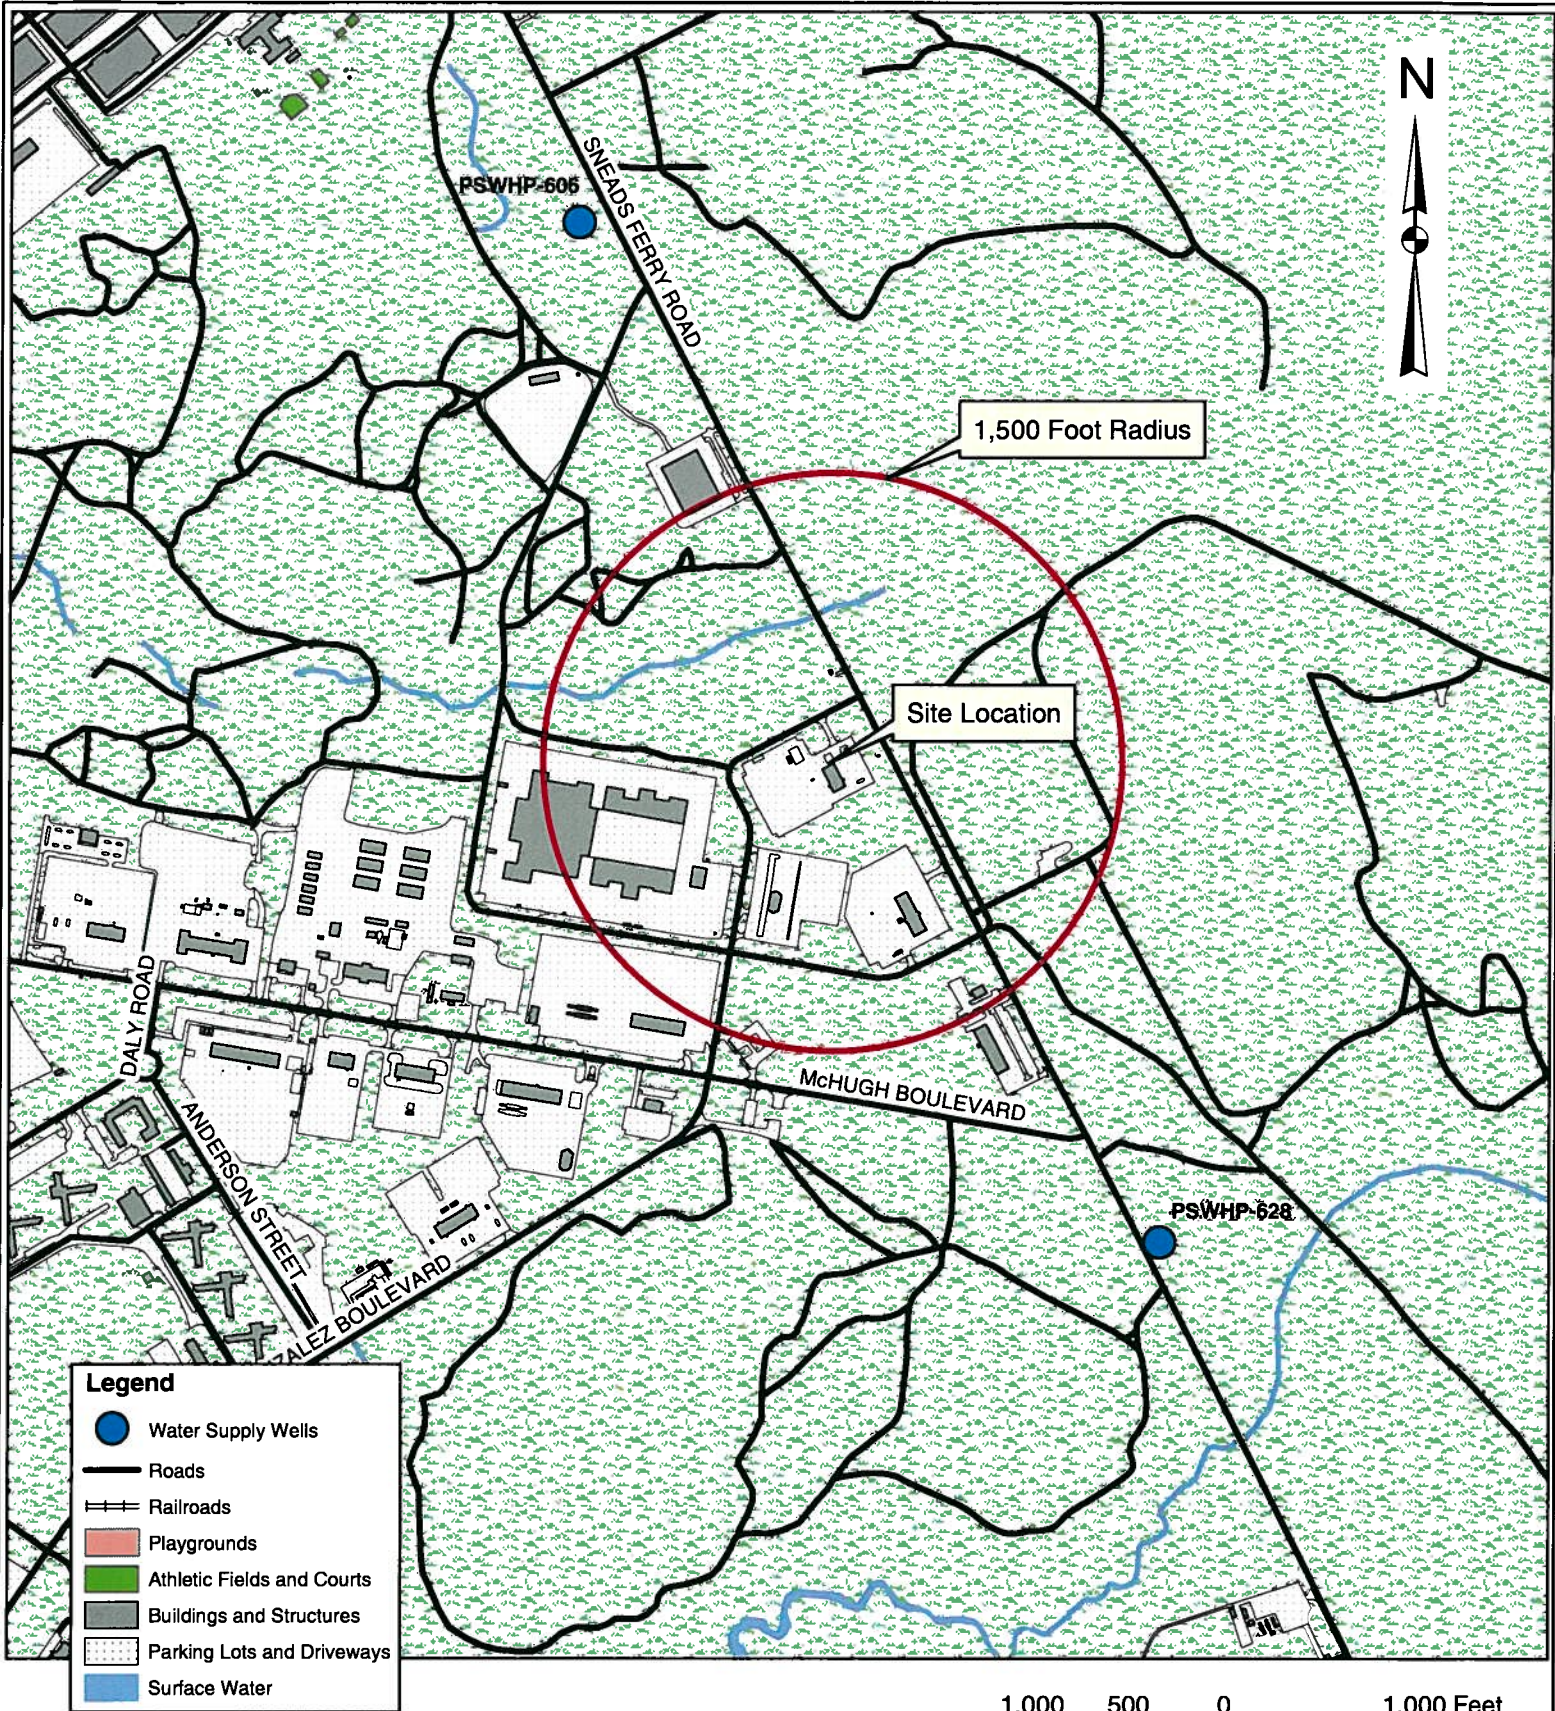 N
SNEADS FERRY ROAD
PSWHP-606
1,500 Foot Radius
Site Location
DALY ROAD
McHUGH BOULEVARD
ANDERSON STREET
PSWHP-628
ZALEZ BOULEVARD
Legend
Water Supply Wells
Roads
Railroads
Playgrounds
Athletic Fields and Courts
Buildings and Structures
Parking Lots and Driveways
Surface Water
1,000 500 0 1,000 Feet